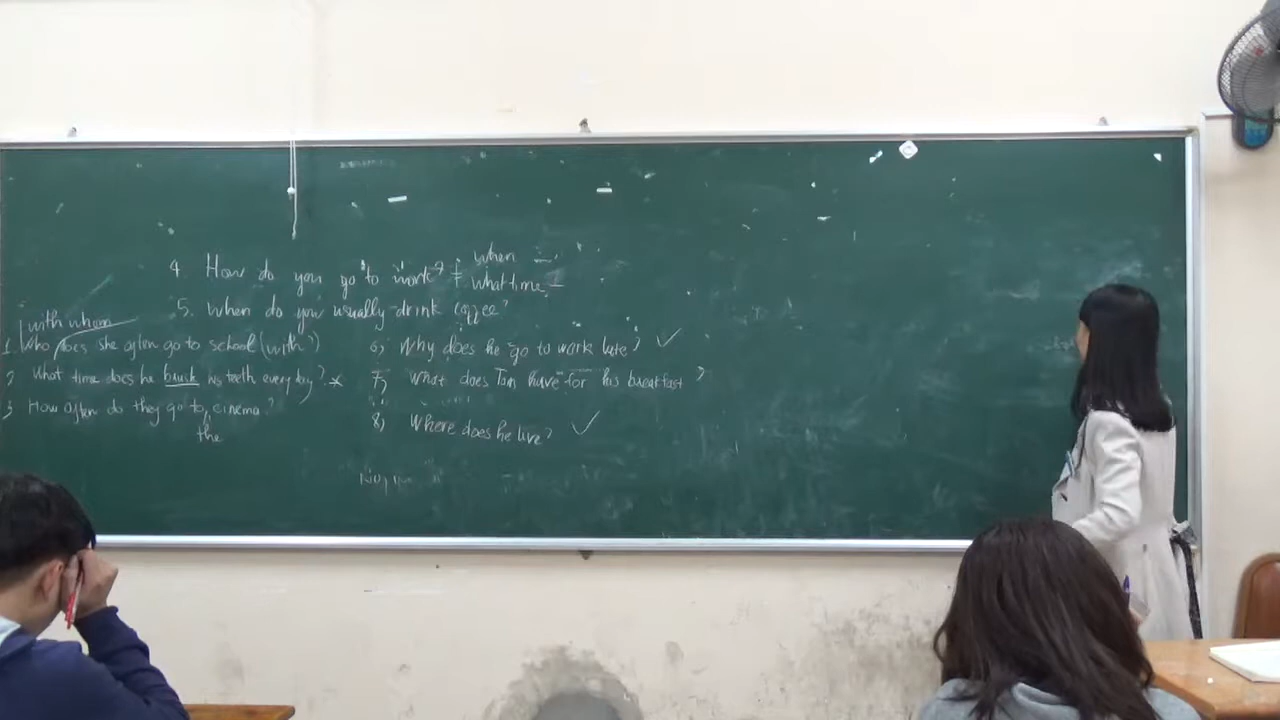 4. How do you go to work? + when
what time
5. When do you usually drink coffee?
with whom
1. Who does she often go to school (with?)
2, What time does he brush his teeth every day?
3, How often do they go to cinema?
the
6, Why does he go to work late? ✓
7, What does Tom have for his breakfast?
8, Where does he live? ✓